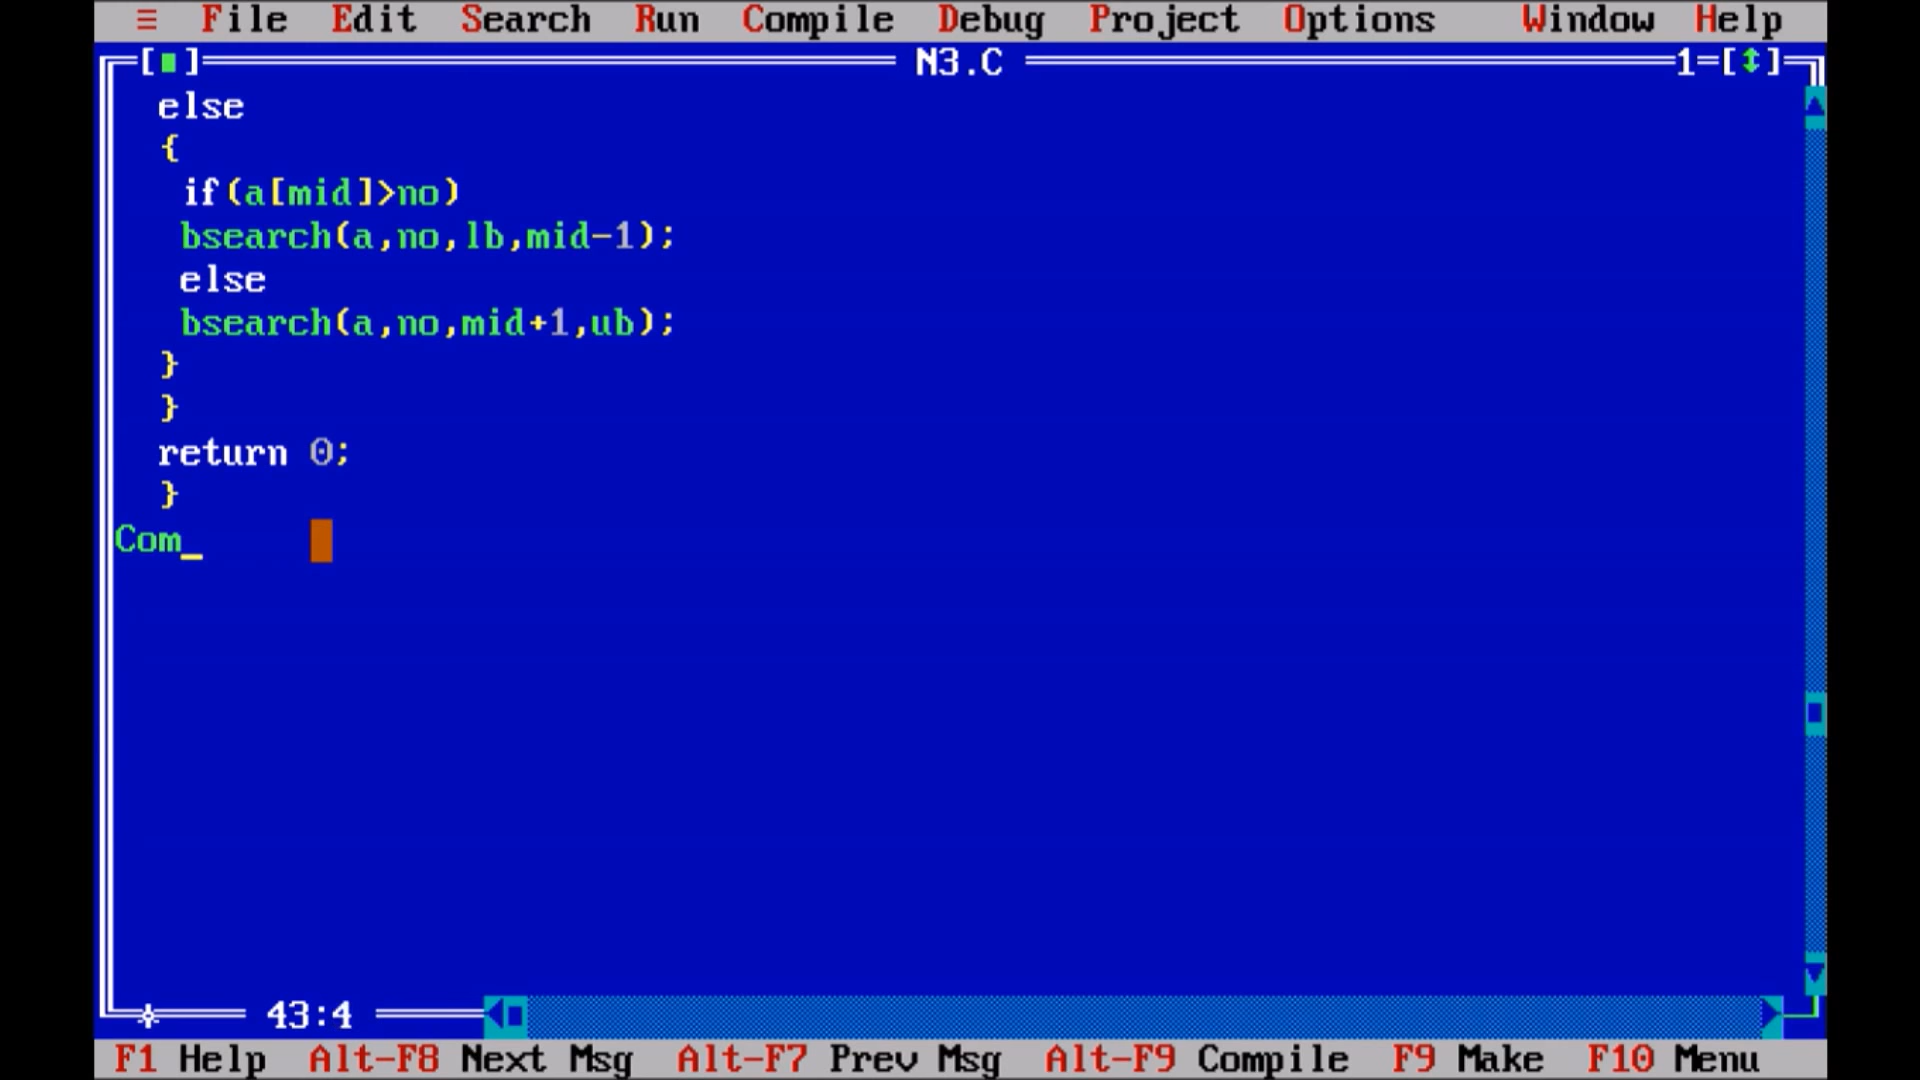 ≡ File Edit Search Run Compile Debug Project Options Window Help
[■] N3.C 1=[↕]
else
{
if(a[mid]>no)
bsearch(a,no,lb,mid-1);
else
bsearch(a,no,mid+1,ub);
}
}
return 0;
}
Com_
43:4
F1 Help Alt-F8 Next Msg Alt-F7 Prev Msg Alt-F9 Compile F9 Make F10 Menu